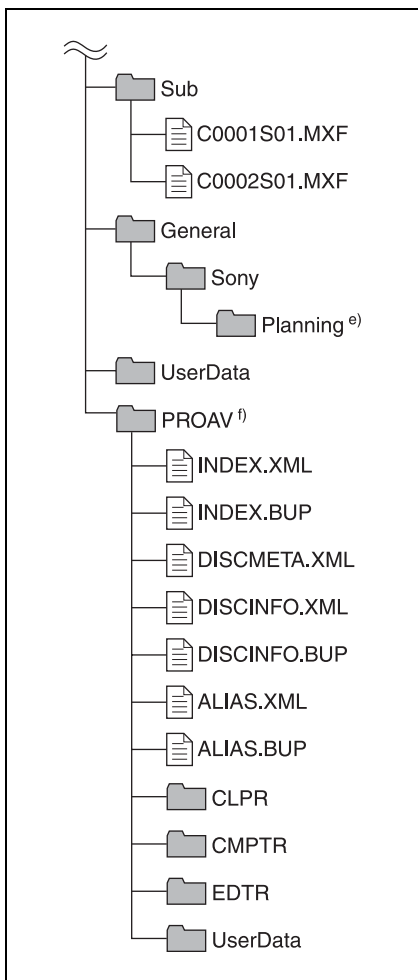 Sub
C0001S01.MXF
C0002S01.MXF
General
Sony
Planning e)
UserData
PROAV f)
INDEX.XML
INDEX.BUP
DISCMETA.XML
DISCINFO.XML
DISCINFO.BUP
ALIAS.XML
ALIAS.BUP
CLPR
CMPTR
EDTR
UserData